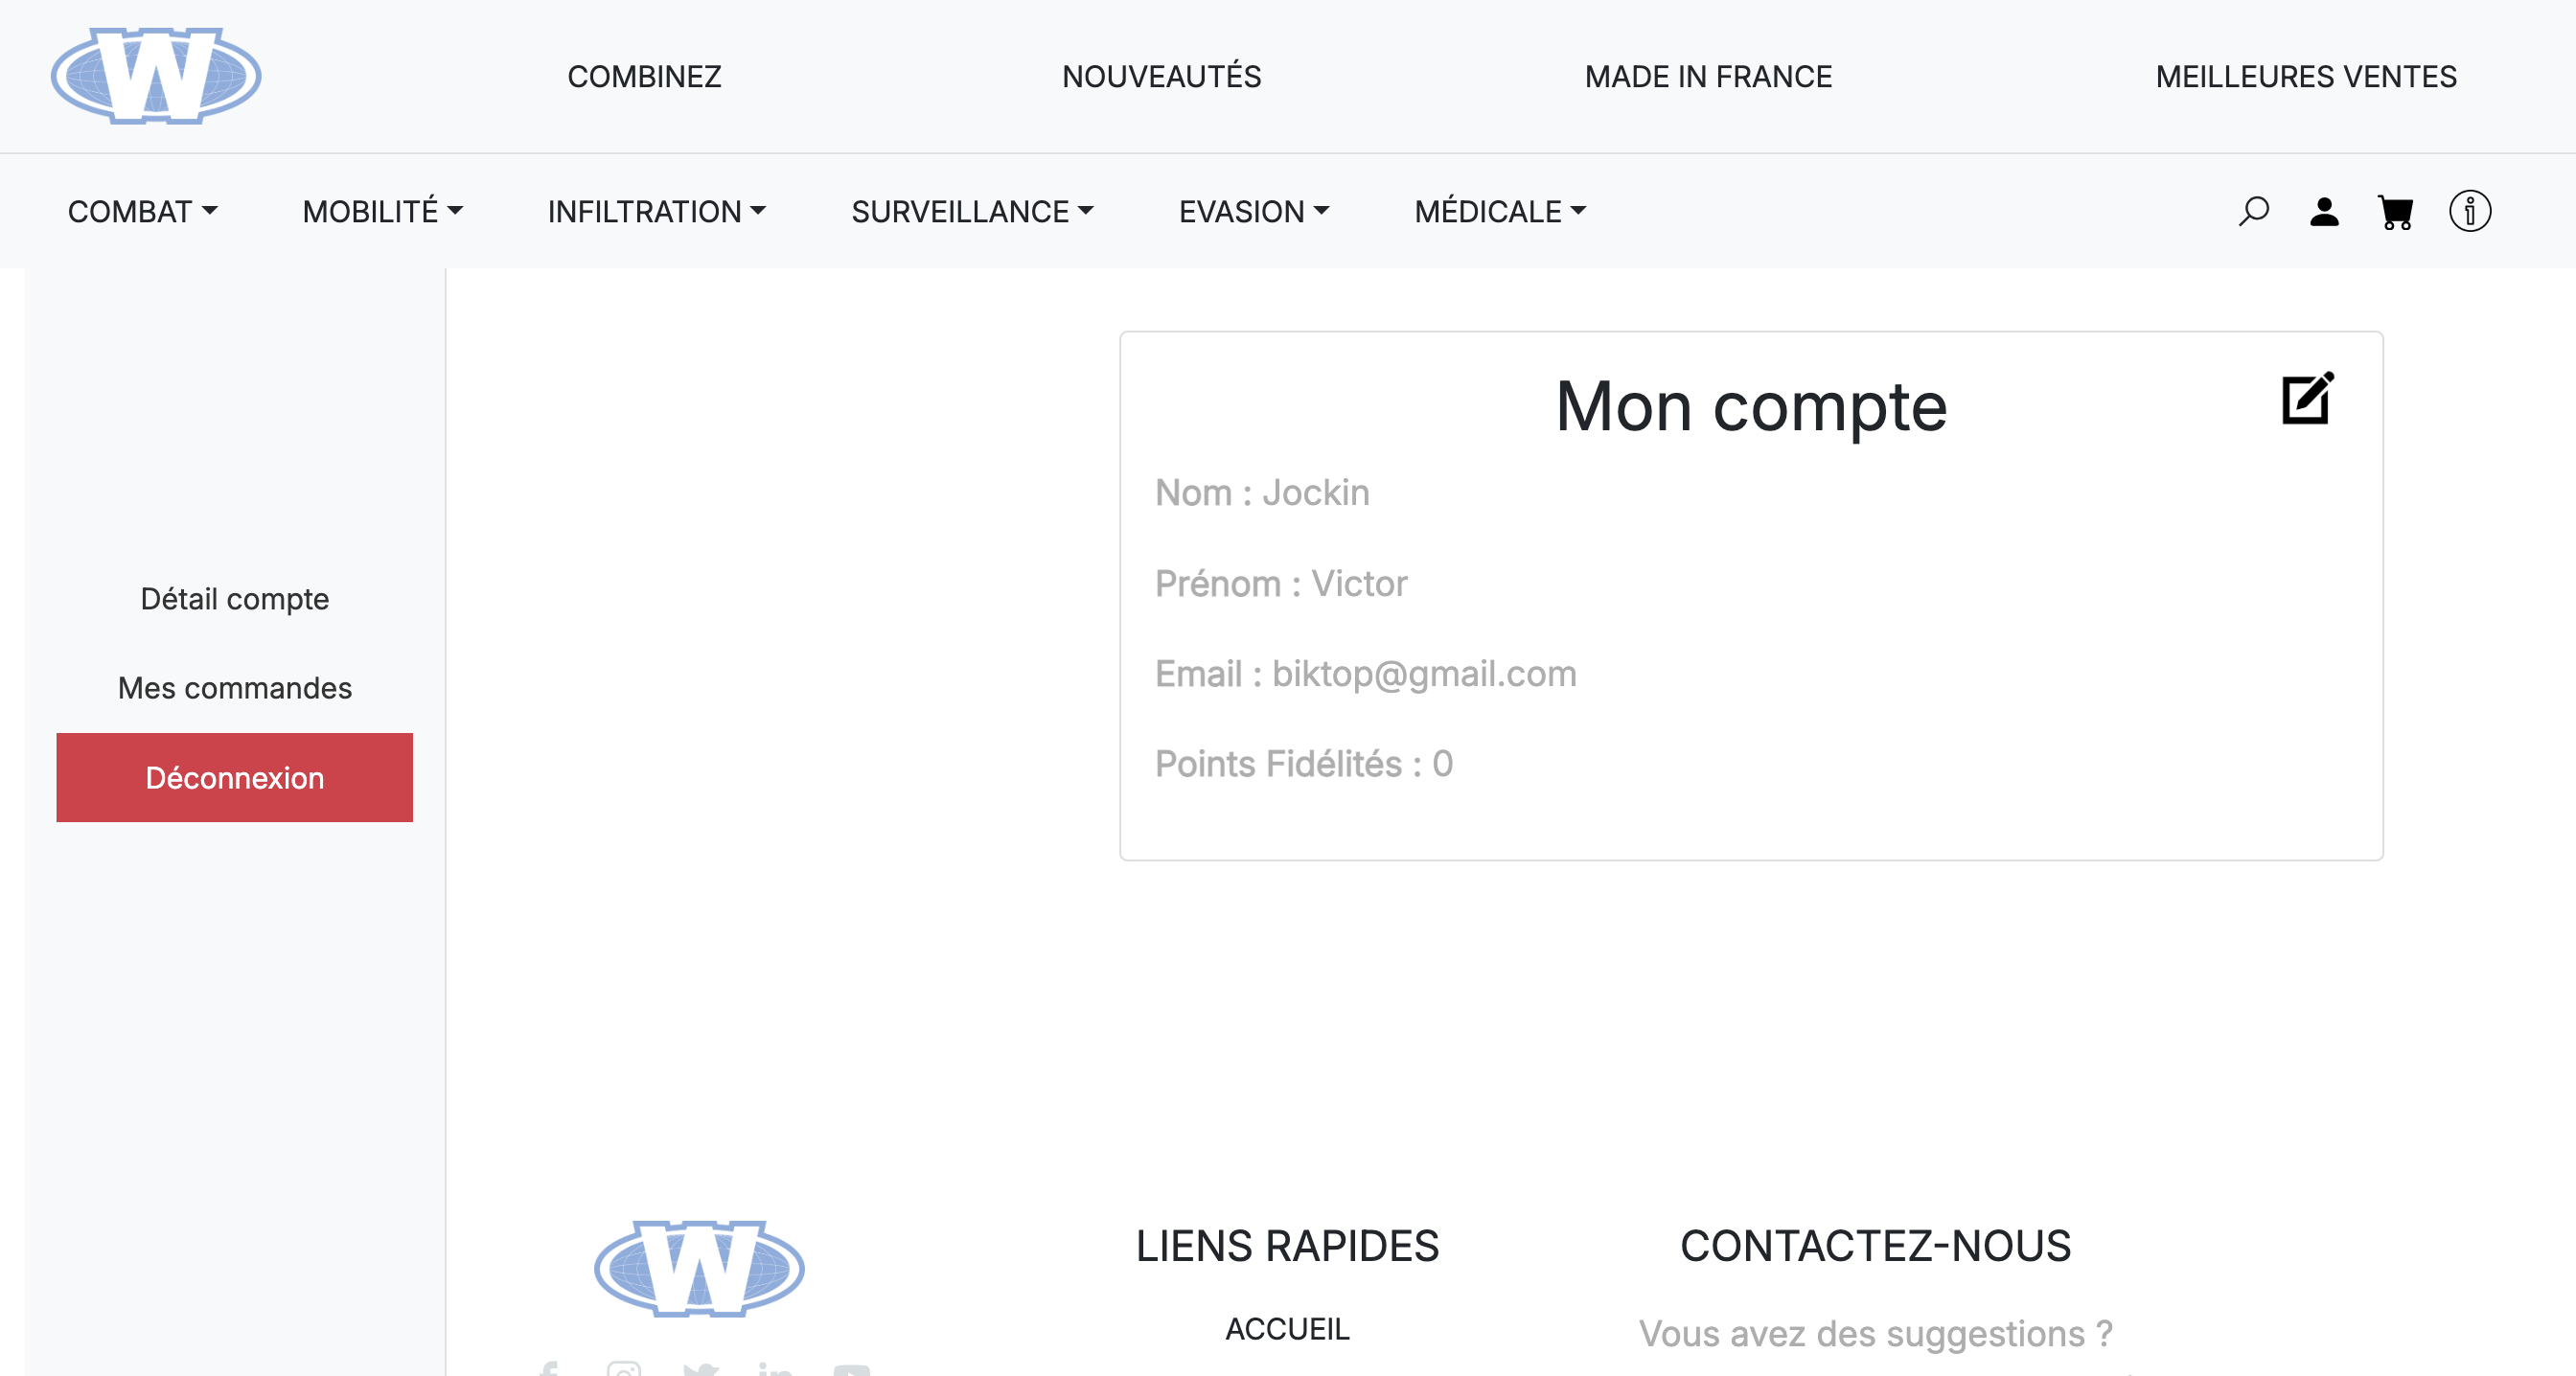 W
COMBINEZ
NOUVEAUTÉS
MADE IN FRANCE
MEILLEURES VENTES
COMBAT
MOBILITÉ
INFILTRATION
SURVEILLANCE
EVASION
MÉDICALE
Détail compte
Mes commandes
Déconnexion
Mon compte
Nom : Jockin
Prénom : Victor
Email : biktop@gmail.com
Points Fidélités : 0
W
LIENS RAPIDES
ACCUEIL
CONTACTEZ-NOUS
Vous avez des suggestions ?